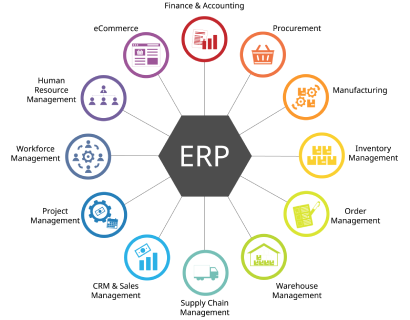 Finance & Accounting
eCommerce
Procurement
Human
Resource
Management
Manufacturing
ERP
Workforce
Management
Inventory
Management
Project
Management
Order
Management
CRM & Sales
Management
Supply Chain
Management
Warehouse
Management